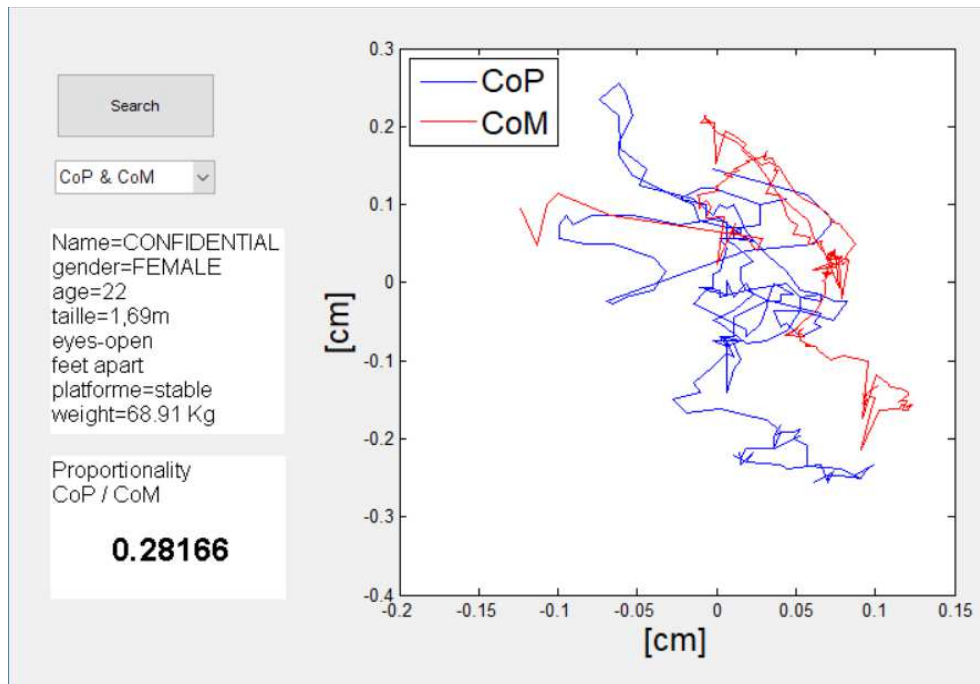 Search
CoP & CoM
Name=CONFIDENTIAL
gender=FEMALE
age=22
taille=1,69m
eyes-open
feet apart
platforme=stable
weight=68.91 Kg
Proportionality
CoP / CoM
0.28166
CoP
CoM
0.3
0.2
0.1
0
-0.1
-0.2
-0.3
-0.4
[cm]
-0.2
-0.15
-0.1
-0.05
0
0.05
0.1
0.15
[cm]